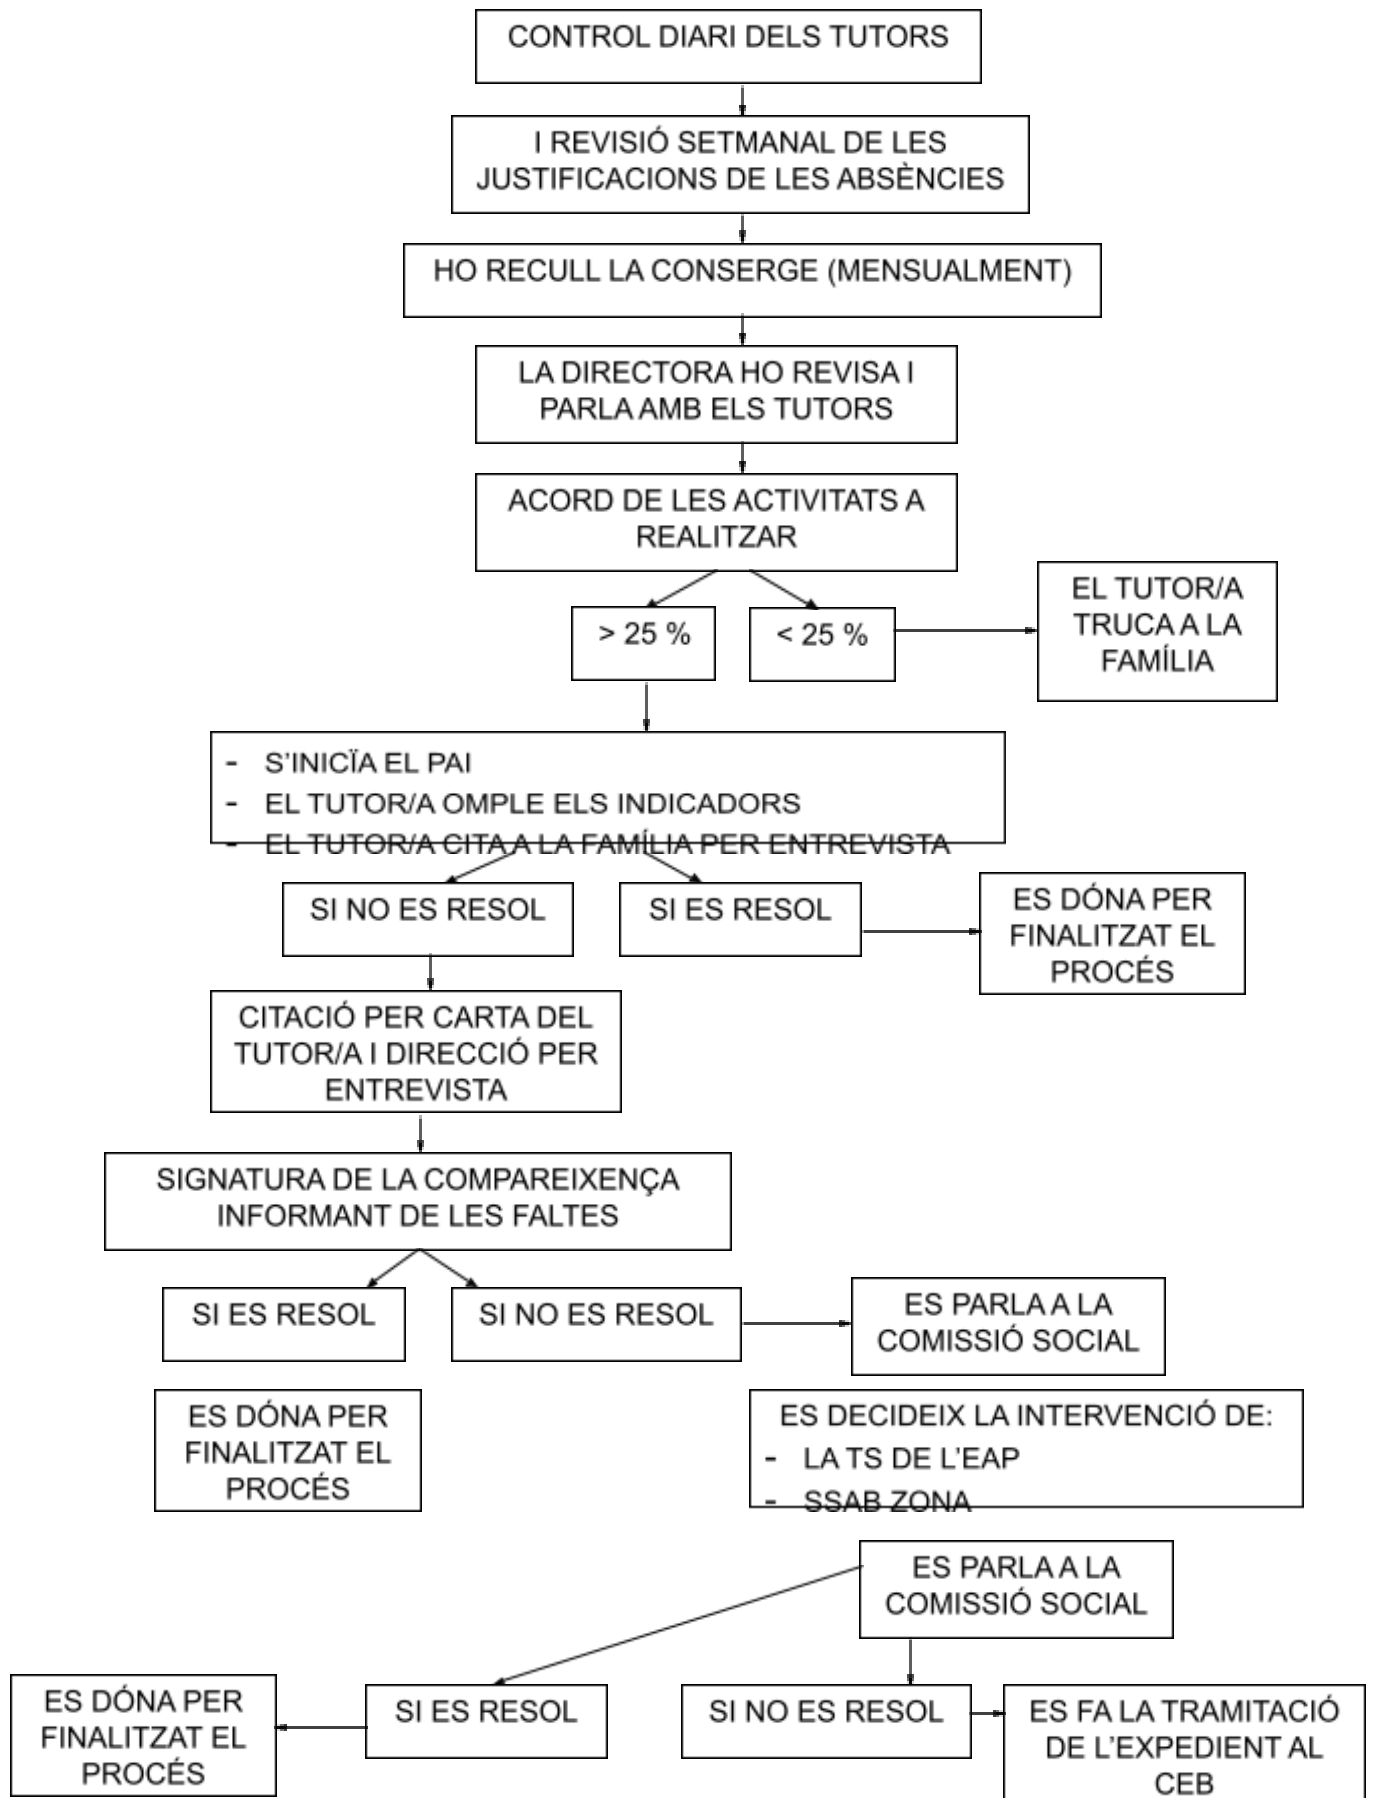 CONTROL DIARI DELS TUTORS
I REVISIÓ SETMANAL DE LES
JUSTIFICACIONS DE LES ABSÈNCIES
HO RECULL LA CONSERGE (MENSUALMENT)
LA DIRECTORA HO REVISA I
PARLA AMB ELS TUTORS
ACORD DE LES ACTIVITATS A
REALITZAR
> 25 %
< 25 %
EL TUTOR/A
TRUCA A LA
FAMÍLIA
- S'INICÏA EL PAI
- EL TUTOR/A OMPLE ELS INDICADORS
- EL TUTOR/A CITA A LA FAMÍLIA PER ENTREVISTA
SI NO ES RESOL
SI ES RESOL
ES DÓNA PER
FINALITZAT EL
PROCÉS
CITACIÓ PER CARTA DEL
TUTOR/A I DIRECCIÓ PER
ENTREVISTA
SIGNATURA DE LA COMPAREIXENÇA
INFORMANT DE LES FALTES
SI ES RESOL
SI NO ES RESOL
ES PARLA A LA
COMISSIÓ SOCIAL
ES DÓNA PER
FINALITZAT EL
PROCÉS
ES DECIDEIX LA INTERVENCIÓ DE:
- LA TS DE L'EAP
- SSAB ZONA
ES PARLA A LA
COMISSIÓ SOCIAL
ES DÓNA PER
FINALITZAT EL
PROCÉS
SI ES RESOL
SI NO ES RESOL
ES FA LA TRAMITACIÓ
DE L'EXPEDIENT AL
CEB